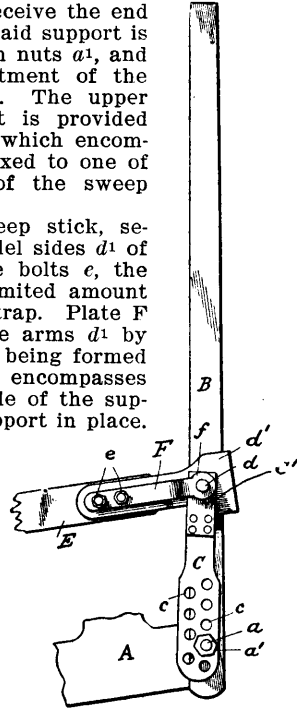 eceive the end
aid support is
n nuts a¹, and
tment of the
. The upper
t is provided
which encom-
xed to one of
of the sweep
eep stick, se-
lel sides d¹ of
e bolts e, the
mited amount
trap. Plate F
e arms d¹ by
being formed
encompasses
le of the sup-
pport in place.
B
d'
f
F
d
e
c'
E
C
c
c
a
a'
A